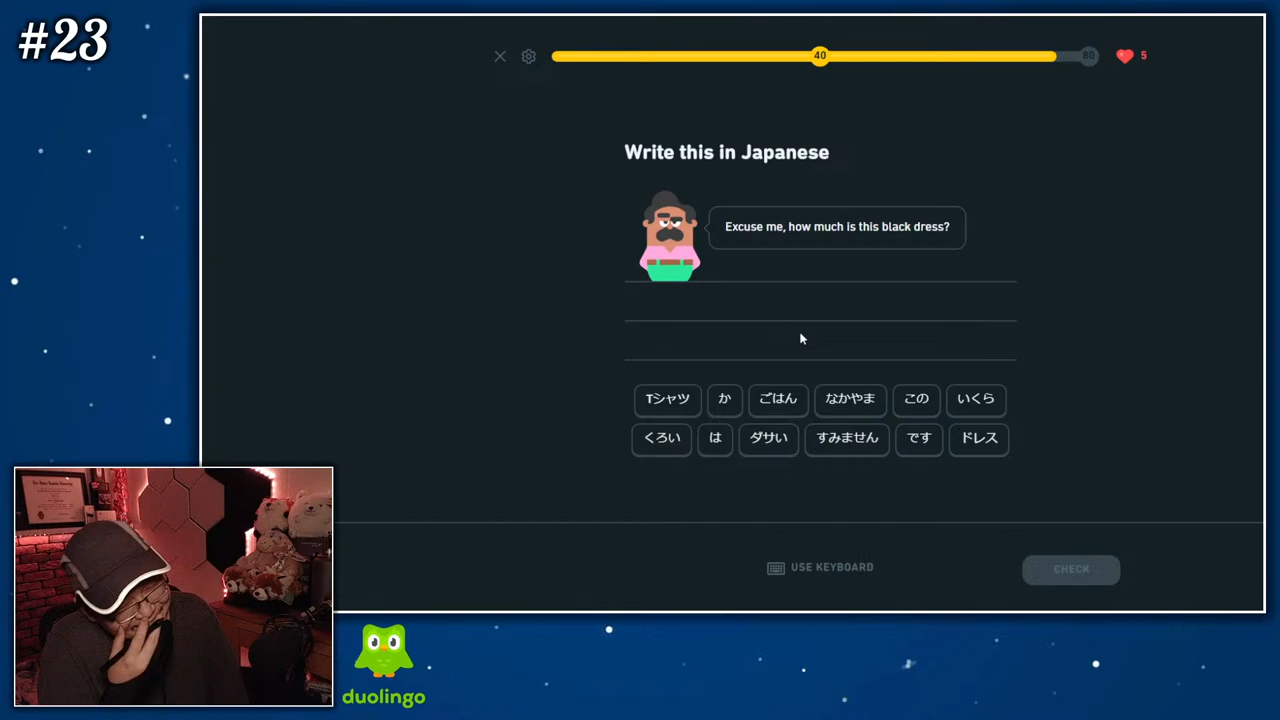 #23
40
80
5
Write this in Japanese
Excuse me, how much is this black dress?
Tシャツ か ごはん なかやま この いくら
くろい は ダサい すみません です ドレス
USE KEYBOARD
CHECK
duolingo